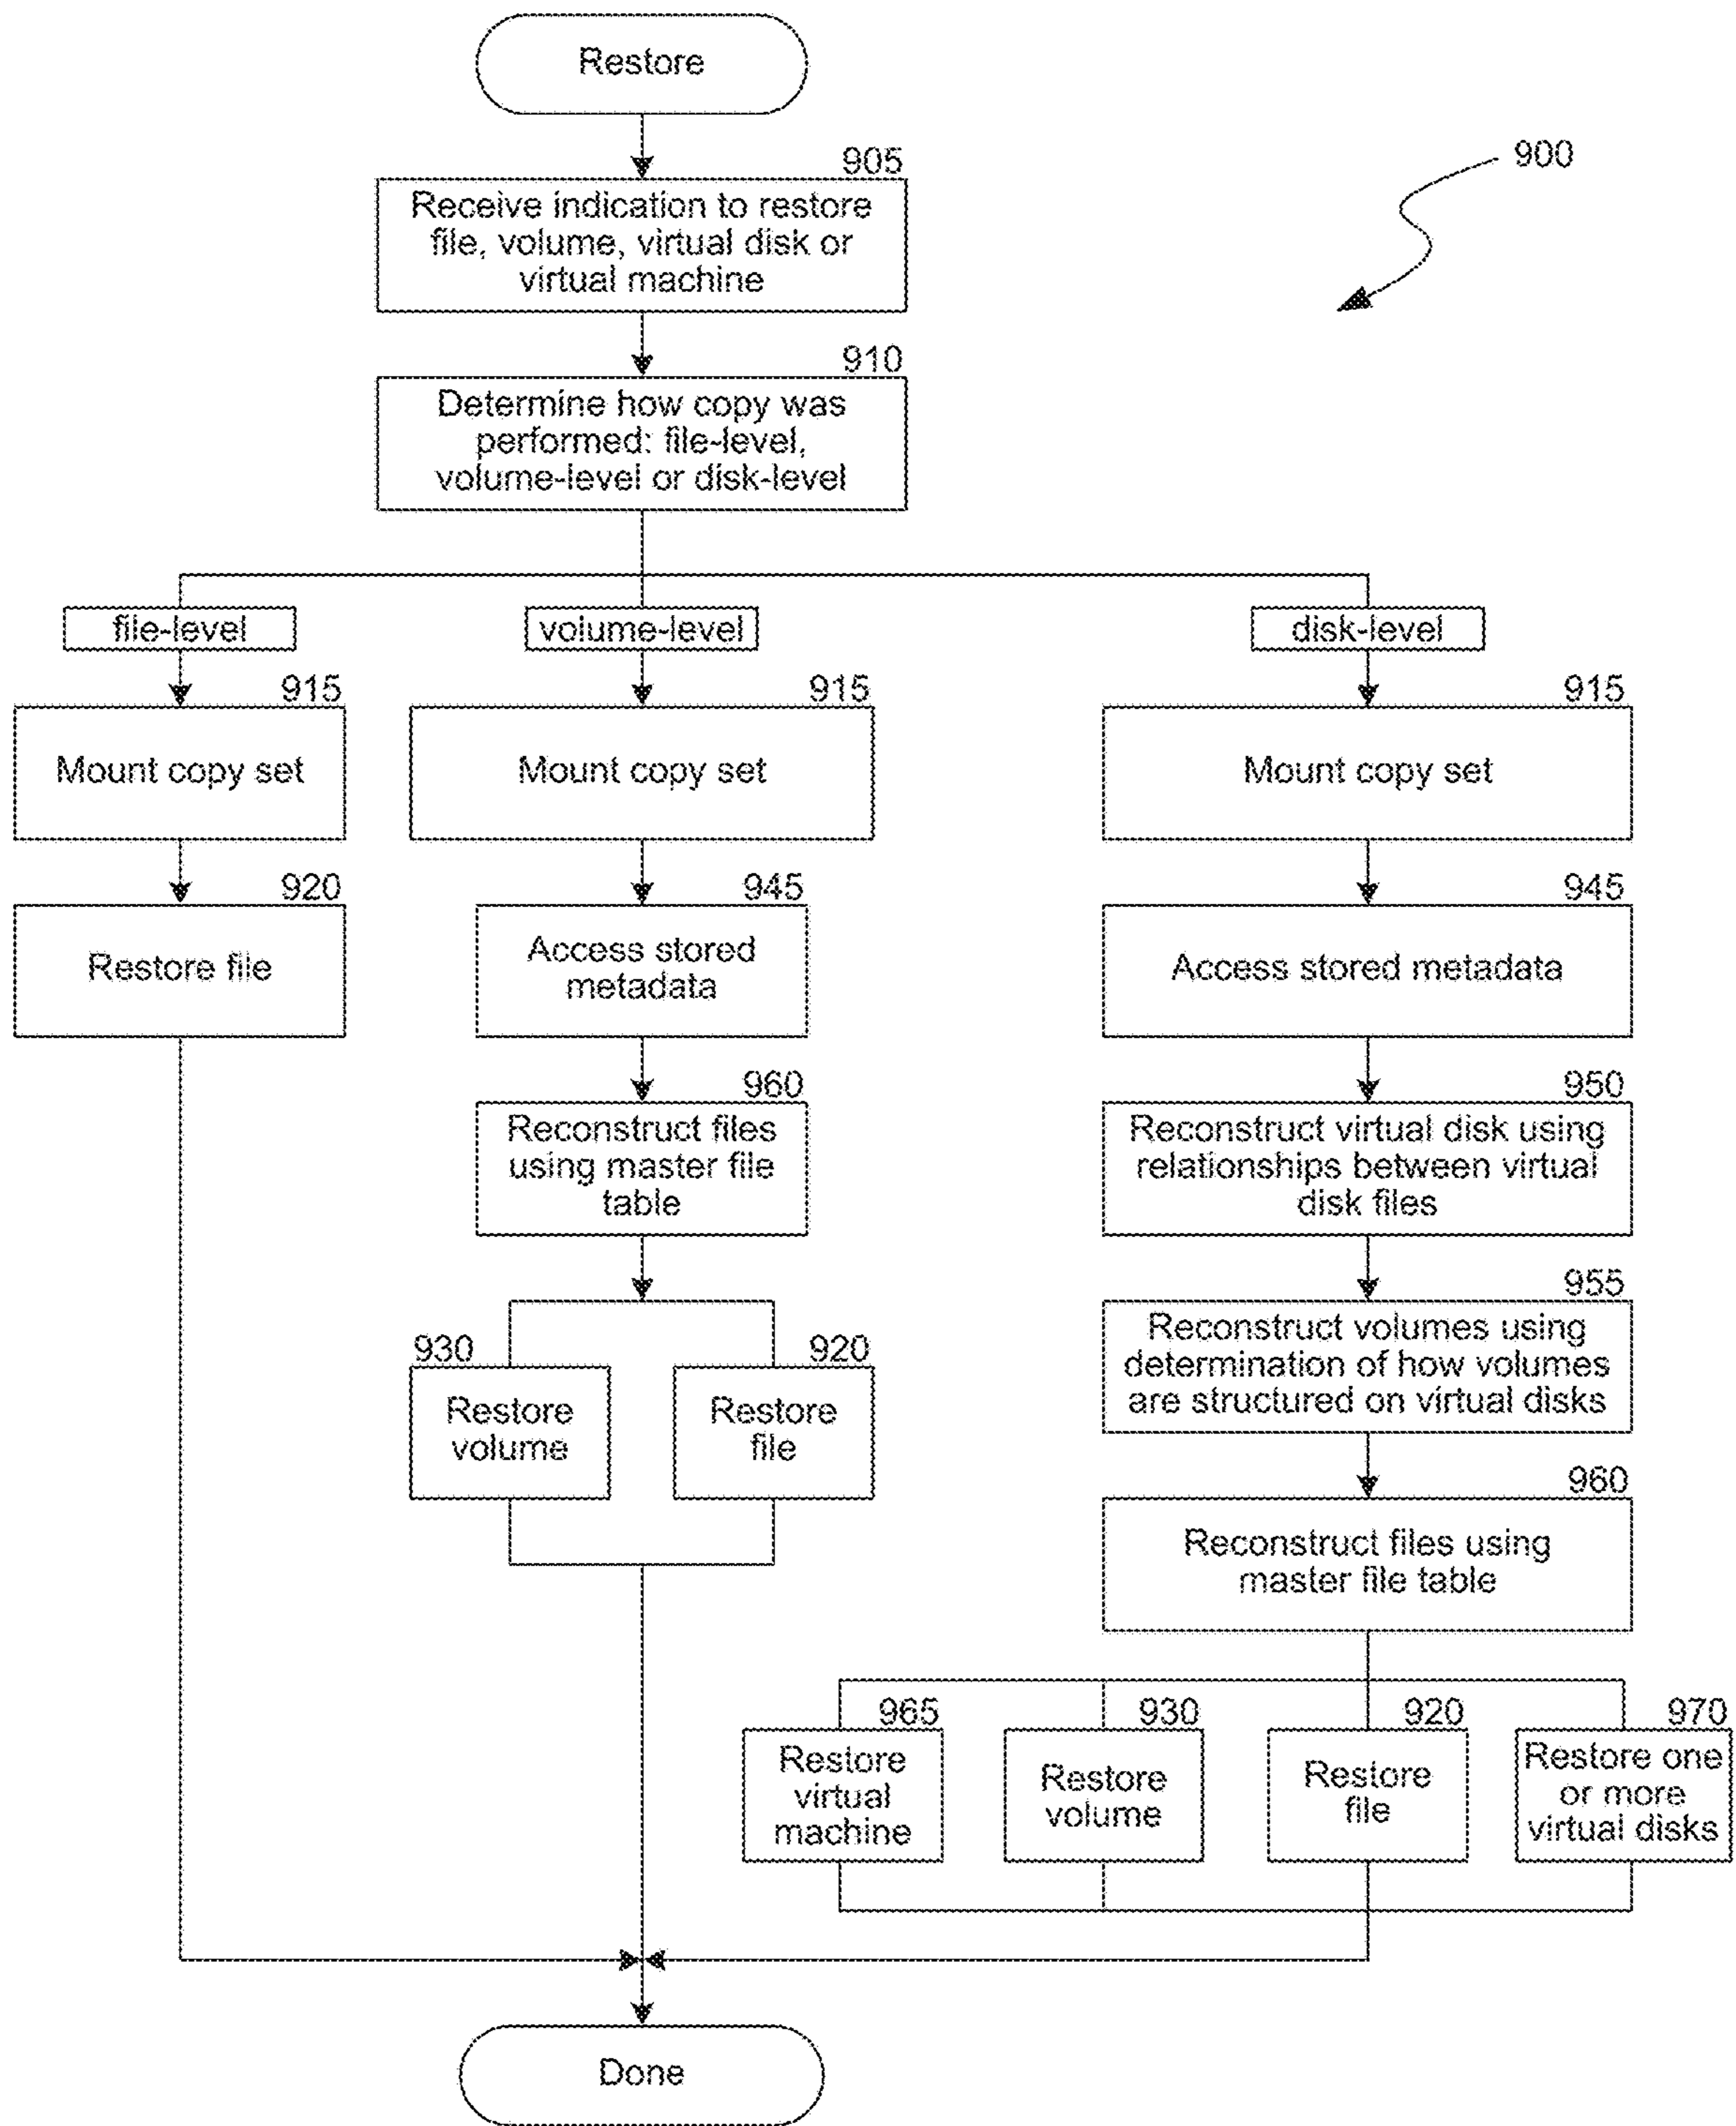 Restore
900
905
Receive indication to restore
file, volume, virtual disk or
virtual machine
910
Determine how copy was
performed: file-level,
volume-level or disk-level
file-level
volume-level
disk-level
915
Mount copy set
915
Mount copy set
915
Mount copy set
920
Restore file
945
Access stored
metadata
945
Access stored metadata
960
Reconstruct files
using master file
table
950
Reconstruct virtual disk using
relationships between virtual
disk files
930
Restore
volume
920
Restore
file
955
Reconstruct volumes using
determination of how volumes
are structured on virtual disks
960
Reconstruct files using
master file table
965
Restore
virtual
machine
930
Restore
volume
920
Restore
file
970
Restore one
or more
virtual disks
Done